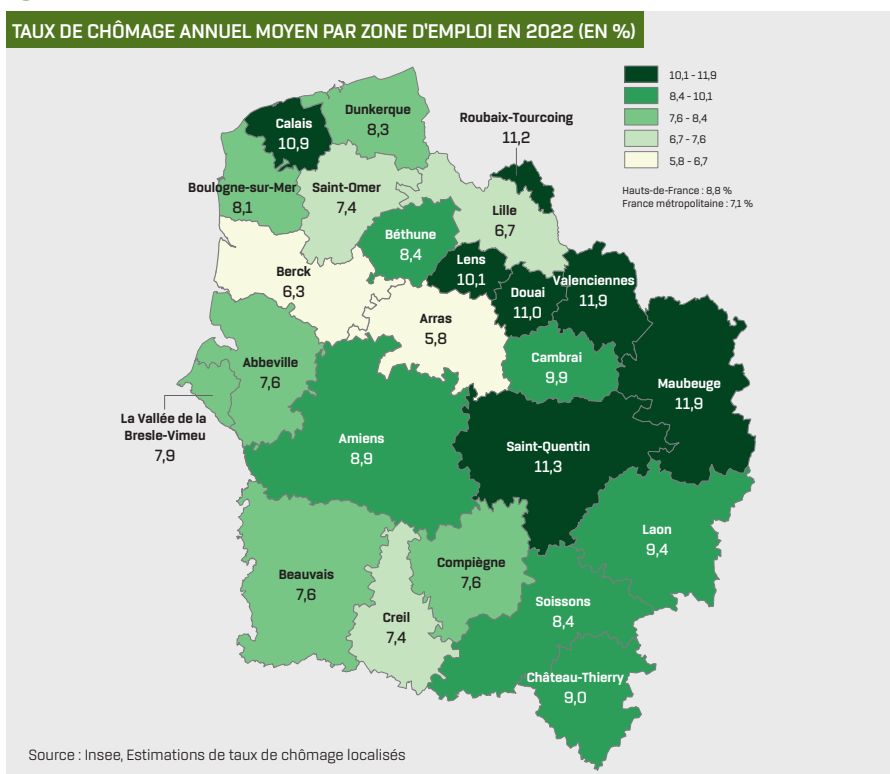 TAUX DE CHÔMAGE ANNUEL MOYEN PAR ZONE D'EMPLOI EN 2022 (EN %)
10,1 - 11,9
8,4 - 10,1
7,6 - 8,4
6,7 - 7,6
5,8 - 6,7
Hauts-de-France : 8,8 %
France métropolitaine : 7,1 %
Dunkerque
8,3
Calais
10,9
Roubaix-Tourcoing
11,2
Boulogne-sur-Mer
8,1
Saint-Omer
7,4
Lille
6,7
Béthune
8,4
Lens
10,1
Berck
6,3
Douai
11,0
Valenciennes
11,9
Arras
5,8
Cambrai
9,9
Abbeville
7,6
Maubeuge
11,9
La Vallée de la
Bresle-Vimeu
7,9
Amiens
8,9
Saint-Quentin
11,3
Laon
9,4
Compiègne
7,6
Beauvais
7,6
Soissons
8,4
Creil
7,4
Château-Thierry
9,0
Source : Insee, Estimations de taux de chômage localisés